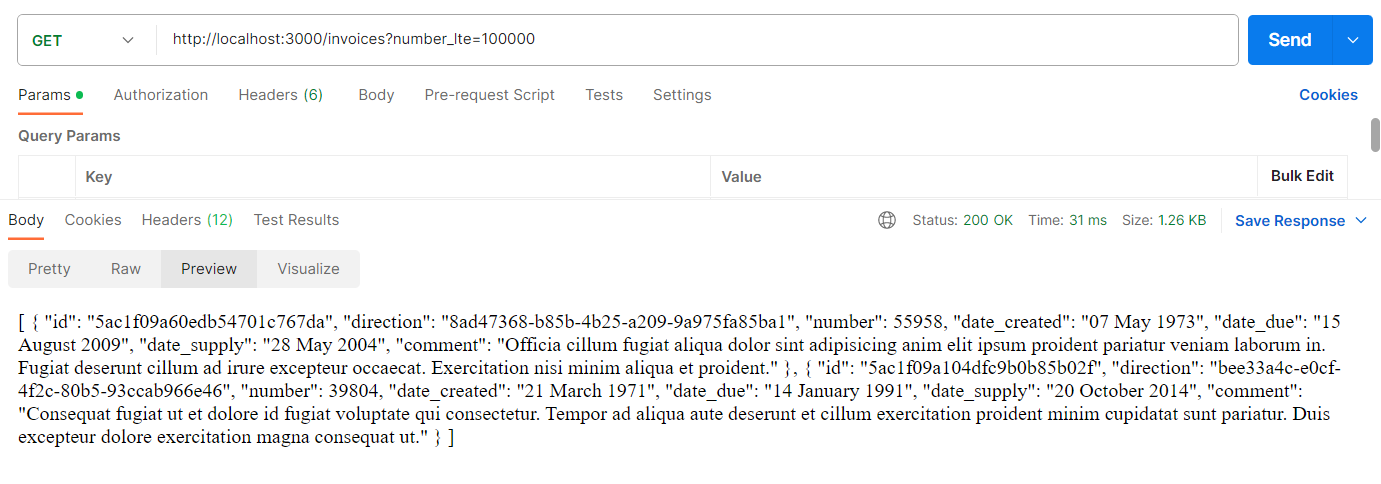 GET http://localhost:3000/invoices?number_lte=100000 Send
Params Authorization Headers (6) Body Pre-request Script Tests Settings Cookies
Query Params
Key Value Bulk Edit
Body Cookies Headers (12) Test Results Status: 200 OK Time: 31 ms Size: 1.26 KB Save Response
Pretty Raw Preview Visualize
[ { "id": "5ac1f09a60edb54701c767da", "direction": "8ad47368-b85b-4b25-a209-9a975fa85ba1", "number": 55958, "date_created": "07 May 1973", "date_due": "15
August 2009", "date_supply": "28 May 2004", "comment": "Officia cillum fugiat aliqua dolor sint adipisicing anim elit ipsum proident pariatur veniam laborum in.
Fugiat deserunt cillum ad irure excepteur occaecat. Exercitation nisi minim aliqua et proident." }, { "id": "5ac1f09a104dfc9b0b85b02f", "direction": "bee33a4c-e0cf-
4f2c-80b5-93ccab966e46", "number": 39804, "date_created": "21 March 1971", "date_due": "14 January 1991", "date_supply": "20 October 2014", "comment":
"Consequat fugiat ut et dolore id fugiat voluptate qui consectetur. Tempor ad aliqua aute deserunt et cillum exercitation proident minim cupidatat sunt pariatur. Duis
excepteur dolore exercitation magna consequat ut." } ]